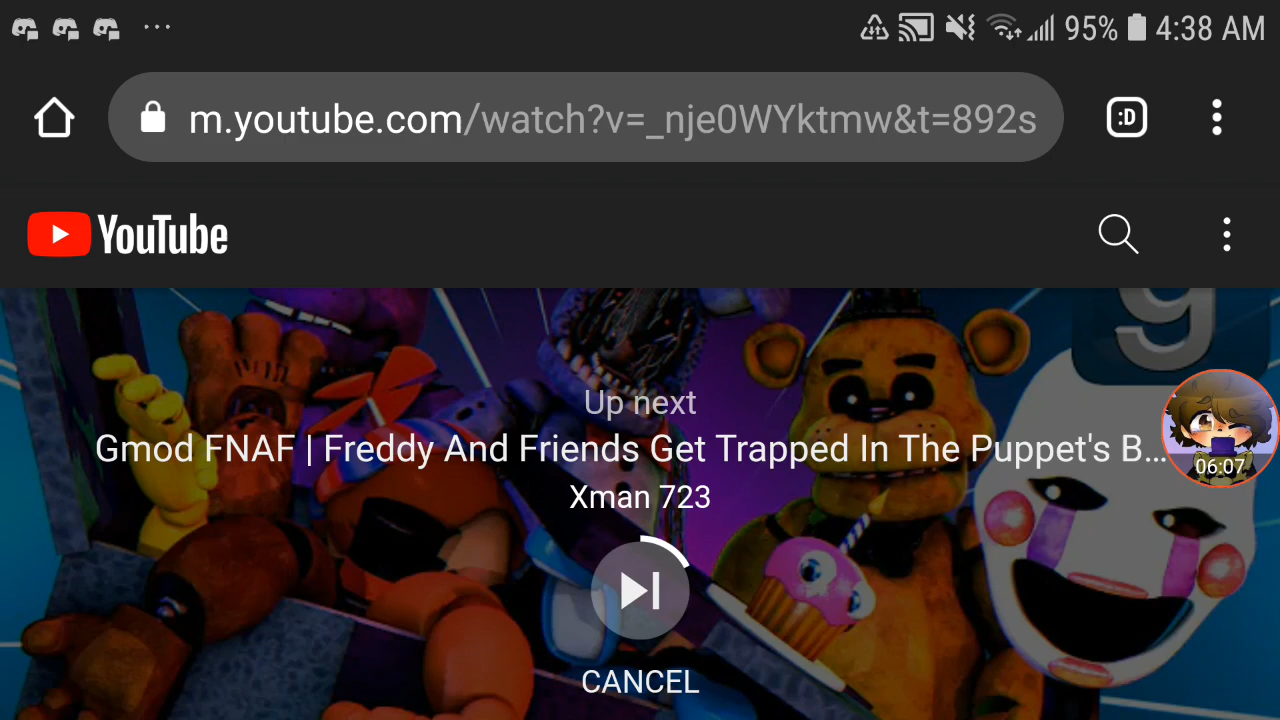 95% 4:38 AM
m.youtube.com/watch?v=_nje0WYktmw&t=892s
:D
YouTube
g
Up next
Gmod FNAF | Freddy And Friends Get Trapped In The Puppet's B...
Xman 723
06:07
CANCEL